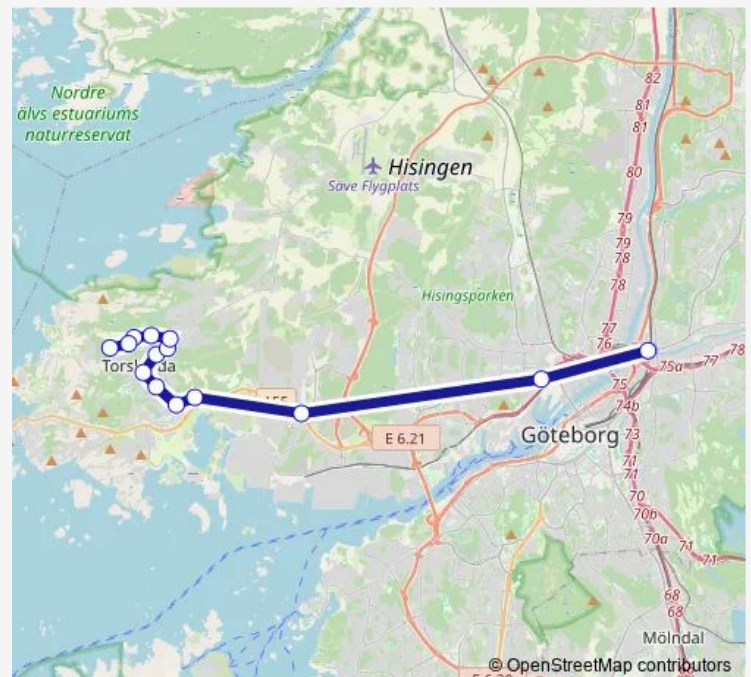 Nordre
älvs estuariums
naturreservat
Hisingen
Säve Flygplats
Hisingsparken
82
81
81
80
79
79
78
78
77
76
77
78
75a
75
74b
73
71
71
70
70b
70a
71
71
68
68
E 6.21
Göteborg
Mölndal
© OpenStreetMap contributors